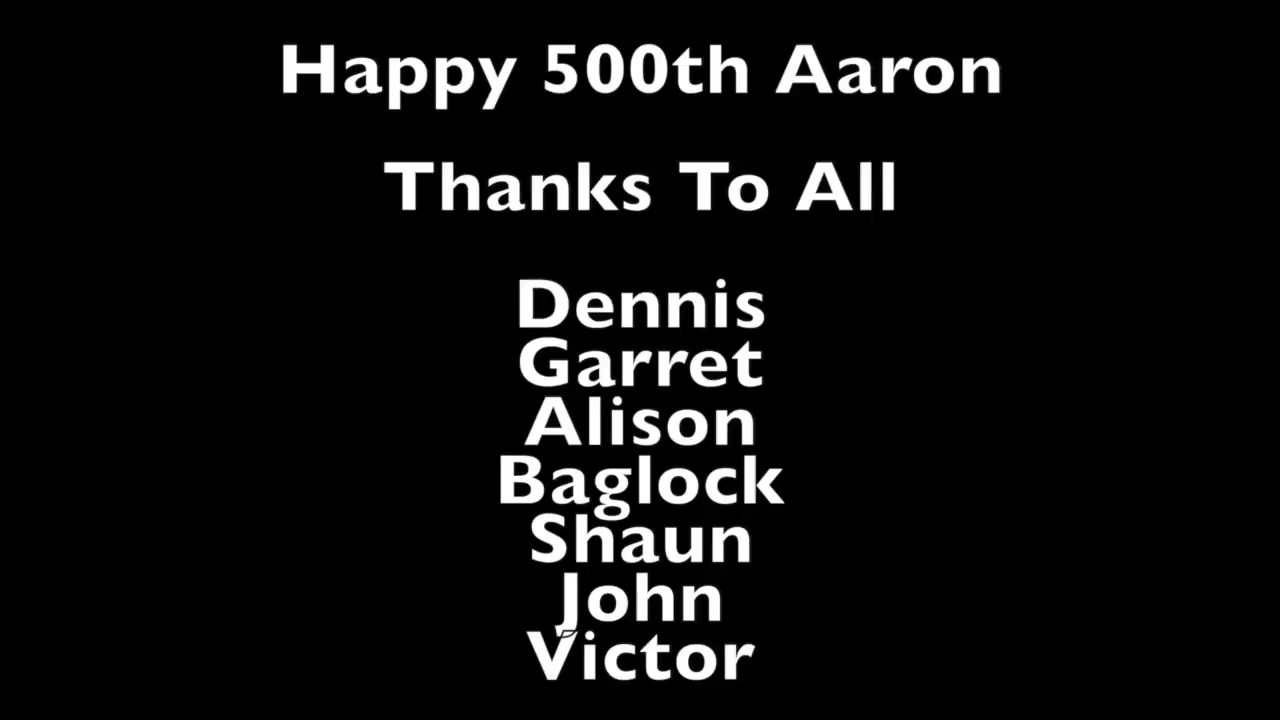 Happy 500th Aaron
Thanks To All
Dennis
Garret
Alison
Baglock
Shaun
John
Victor